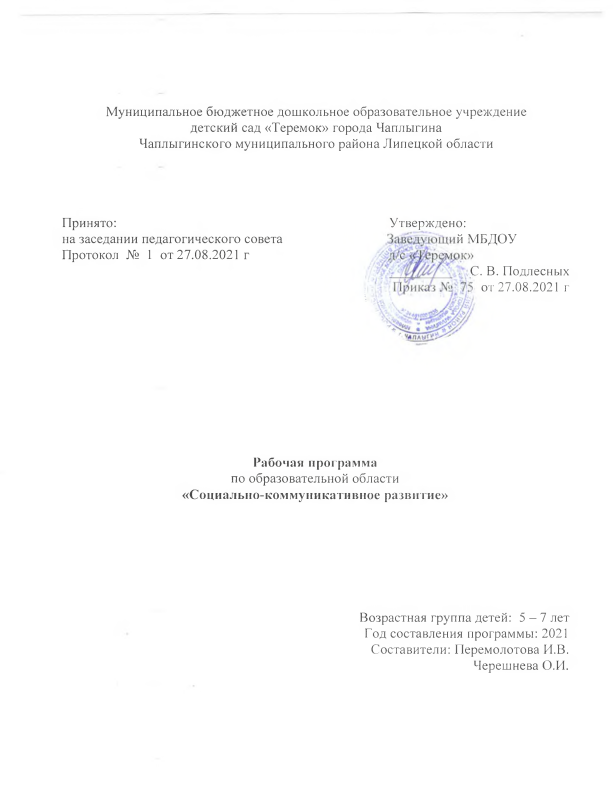 Муниципальное бюджетное дошкольное образовательное учреждение
детский сад «Теремок» города Чаплыгина
Чаплыгинского муниципального района Липецкой области
Принято:
на заседании педагогического совета
Протокол № 1 от 27.08.2021 г
Утверждено:
Заведующий МБДОУ
д/с «Теремок»
С. В. Подлесных
Приказ № 75 от 27.08.2021 г
Рабочая программа
по образовательной области
«Социально-коммуникативное развитие»
Возрастная группа детей: 5 – 7 лет
Год составления программы: 2021
Составители: Перемолотова И.В.
Черешнева О.И.